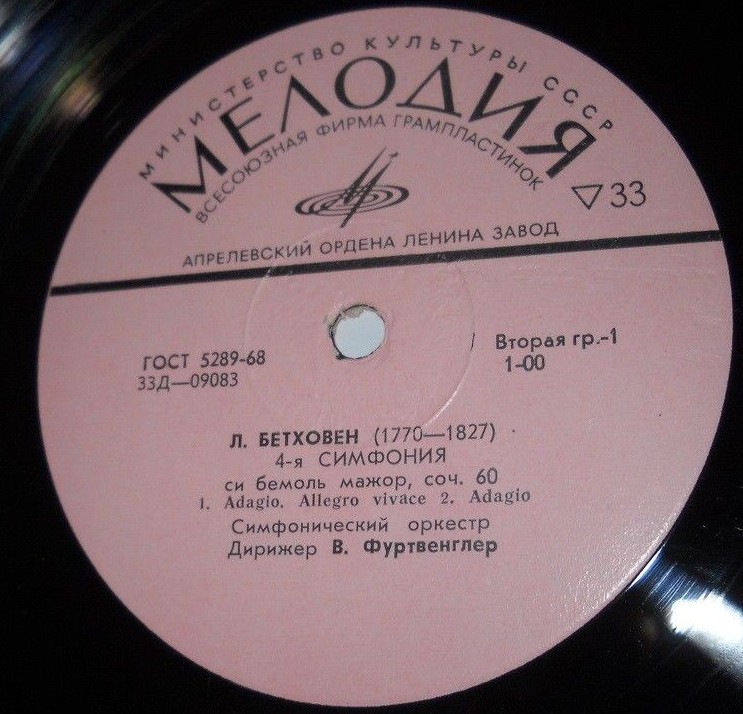 МИНИСТЕРСТВО КУЛЬТУРЫ СССР
МЕЛОДИЯ
ВСЕСОЮЗНАЯ ФИРМА ГРАМПЛАСТИНОК
33
АПРЕЛЕВСКИЙ ОРДЕНА ЛЕНИНА ЗАВОД
ГОСТ 5289-68
33Д—09083
Вторая гр.-1
1-00
Л. БЕТХОВЕН (1770—1827)
4-я СИМФОНИЯ
си бемоль мажор, соч. 60
1. Adagio. Allegro vivace 2. Adagio
Симфонический оркестр
Дирижер В. Фуртвенглер